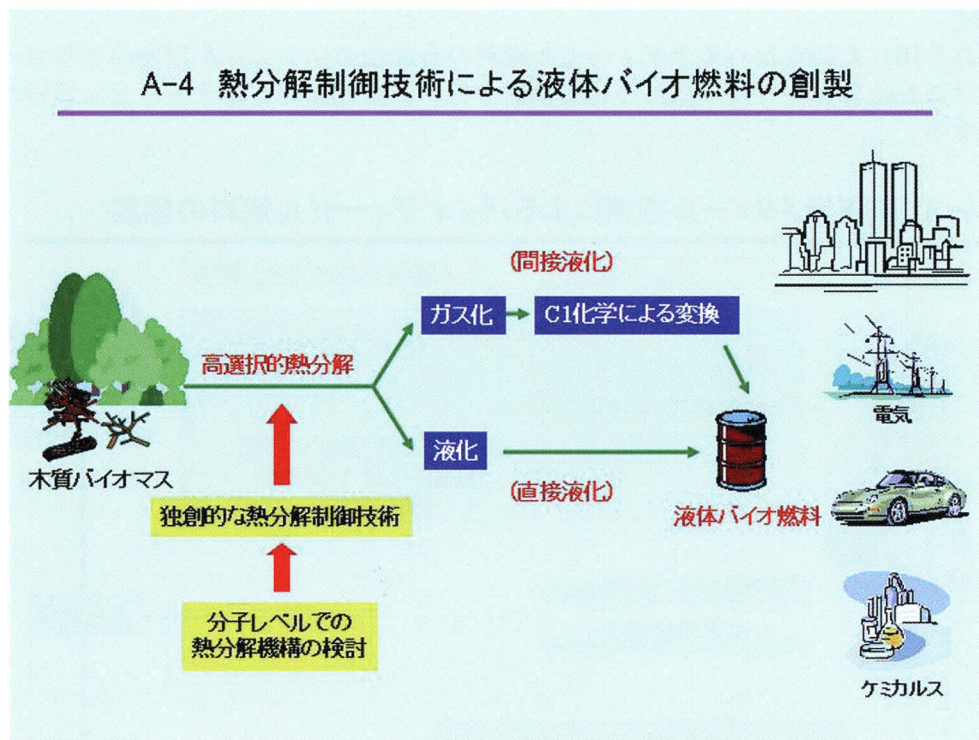 A-4 熱分解制御技術による液体バイオ燃料の創製
(間接液化)
ガス化
C1化学による変換
高選択的熱分解
電気
液化
木質バイオマス
(直接液化)
液体バイオ燃料
独創的な熱分解制御技術
分子レベルでの
熱分解機構の検討
ケミカルス